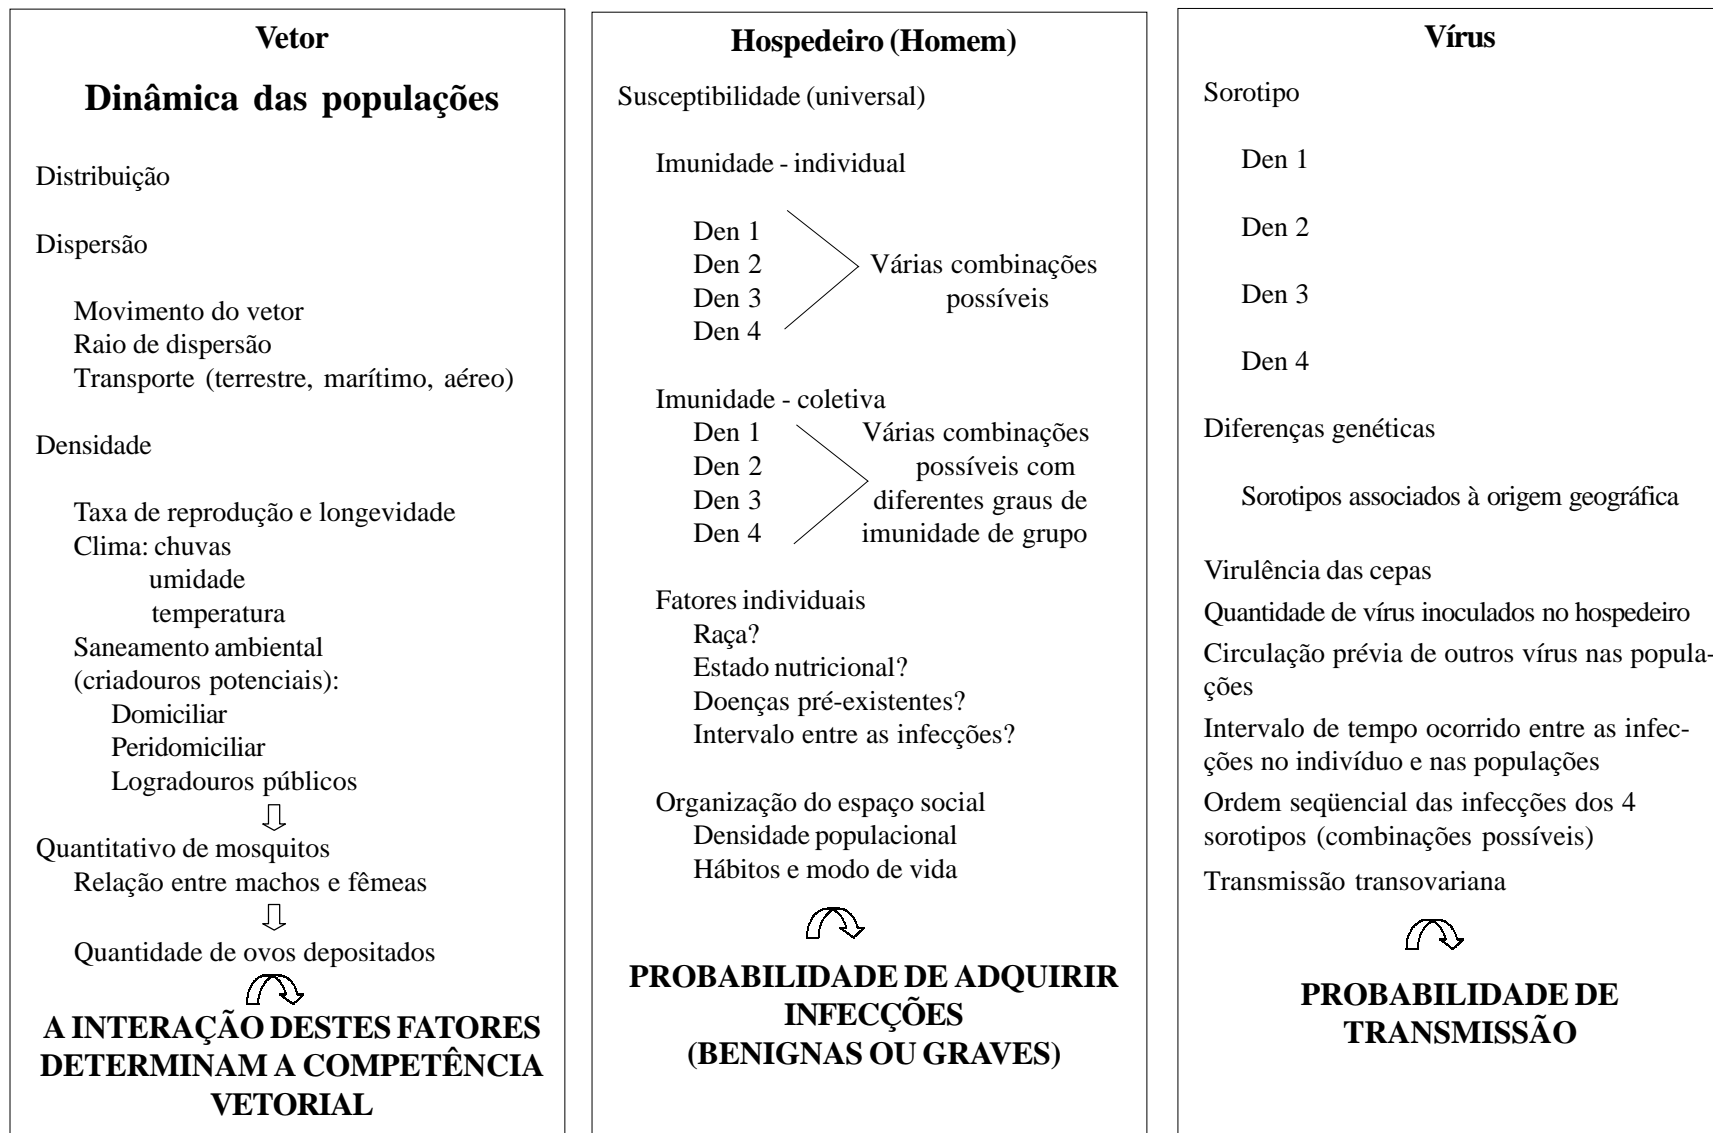 Vetor
Dinâmica das populações
Distribuição
Dispersão
Movimento do vetor
Raio de dispersão
Transporte (terrestre, marítimo, aéreo)
Densidade
Taxa de reprodução e longevidade
Clima: chuvas
umidade
temperatura
Saneamento ambiental
(criadouros potenciais):
Domiciliar
Peridomiciliar
Logradouros públicos
Quantitativo de mosquitos
Relação entre machos e fêmeas
Quantidade de ovos depositados
A INTERAÇÃO DESTES FATORES
DETERMINAM A COMPETÊNCIA
VETORIAL
Hospedeiro (Homem)
Susceptibilidade (universal)
Imunidade - individual
Den 1
Den 2
Den 3
Den 4
Várias combinações
possíveis
Imunidade - coletiva
Den 1
Den 2
Den 3
Den 4
Várias combinações
possíveis com
diferentes graus de
imunidade de grupo
Fatores individuais
Raça?
Estado nutricional?
Doenças pré-existentes?
Intervalo entre as infecções?
Organização do espaço social
Densidade populacional
Hábitos e modo de vida
PROBABILIDADE DE ADQUIRIR
INFECÇÕES
(BENIGNAS OU GRAVES)
Vírus
Sorotipo
Den 1
Den 2
Den 3
Den 4
Diferenças genéticas
Sorotipos associados à origem geográfica
Virulência das cepas
Quantidade de vírus inoculados no hospedeiro
Circulação prévia de outros vírus nas popula-
ções
Intervalo de tempo ocorrido entre as infec-
ções no indivíduo e nas populações
Ordem seqüencial das infecções dos 4
sorotipos (combinações possíveis)
Transmissão transovariana
PROBABILIDADE DE
TRANSMISSÃO